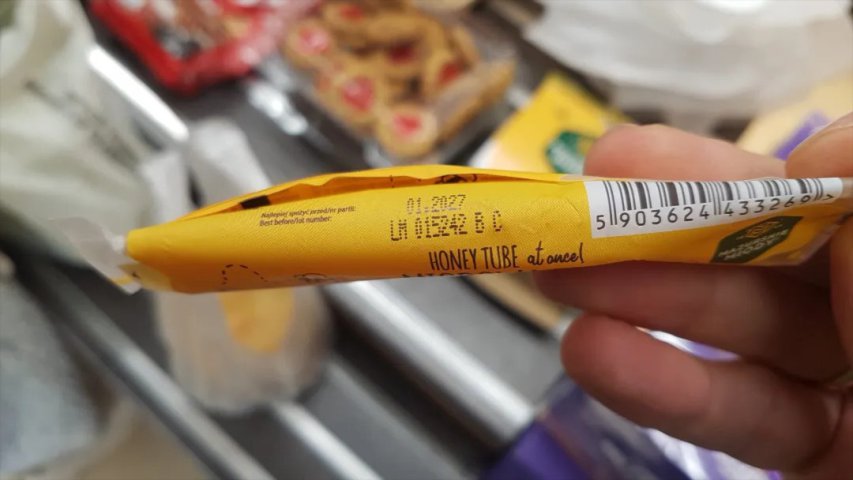 Najlepiej spożyć przed/nr partii:
Best before/lot number:
01.2027
LM 015242 B C
HONEY TUBE at once!
5 903624 433269 >